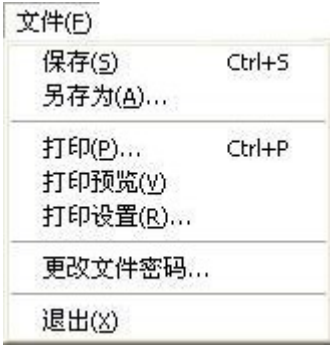 文件(F)
保存(S) Ctrl+S
另存为(A)...
打印(P)... Ctrl+P
打印预览(V)
打印设置(R)...
更改文件密码...
退出(X)